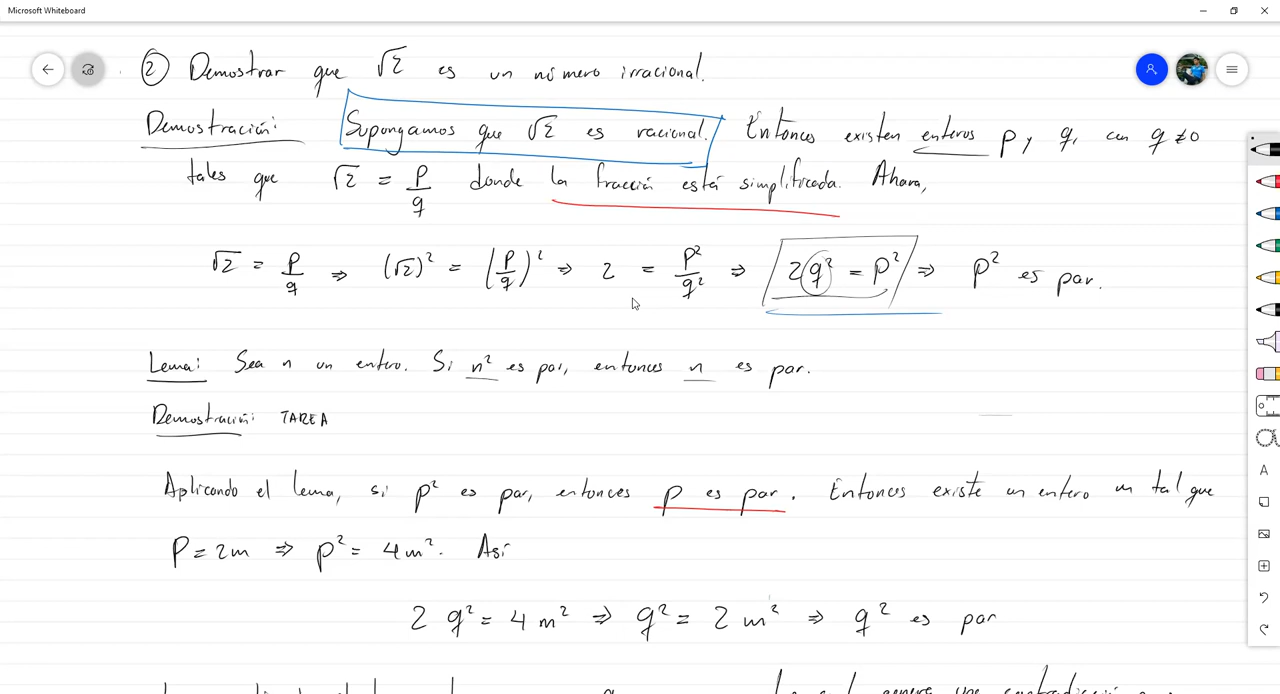 Microsoft Whiteboard
② Demostrar que √2 es un número irracional.
Demostración: Supongamos que √2 es racional. Entonces existen enteros p y q, con q ≠ 0
tales que √2 = p/q donde la fracción está simplificada. Ahora,
√2 = p/q ⇒ (√2)² = (p/q)² ⇒ 2 = p²/q² ⇒ 2q² = p² ⇒ p² es par.
Lema: Sea n un entero. Si n² es par, entonces n es par.
Demostración: TAREA
Aplicando el lema, si p² es par, entonces p es par. Entonces existe un entero m tal que
P = 2m ⇒ p² = 4m². Así
2q² = 4m² ⇒ q² = 2m² ⇒ q² es par
genera una contradicción